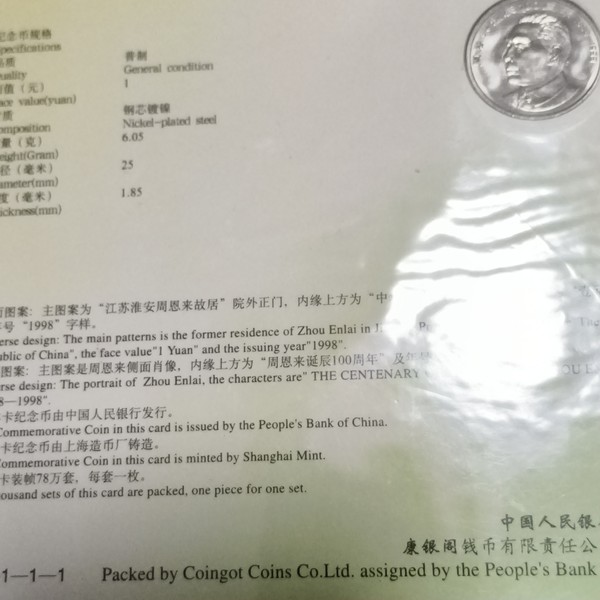 纪念币规格
pecifications
品质 普制
uality General condition
面值（元） 1
ace value(yuan)
质 钢芯镀镍
omposition Nickel-plated steel
量（克） 6.05
eight(Gram)
径（毫米） 25
ameter(mm)
度（毫米） 1.85
ickness(mm)
面图案：主图案为“江苏淮安周恩来故居”院外正门，内缘上方为“中
年号“1998”字样。
erse design: The main patterns is the former residence of Zhou Enlai in
ublic of China", the face value"1 Yuan" and the issuing year"1998".
图案：主图案是周恩来侧面肖像，内缘上方为“周恩来诞辰100周年”及年
erse design: The portrait of Zhou Enlai, the characters are" THE CENTENARY
8—1998".
卡纪念币由中国人民银行发行。
Commemorative Coin in this card is issued by the People's Bank of China.
卡纪念币由上海造币厂铸造。
Commemorative Coin in this card is minted by Shanghai Mint.
卡装帧78万套，每套一枚。
ousand sets of this card are packed, one piece for one set.
中国人民银
康银阁钱币有限责任公
1—1—1 Packed by Coingot Coins Co.Ltd. assigned by the People's Bank